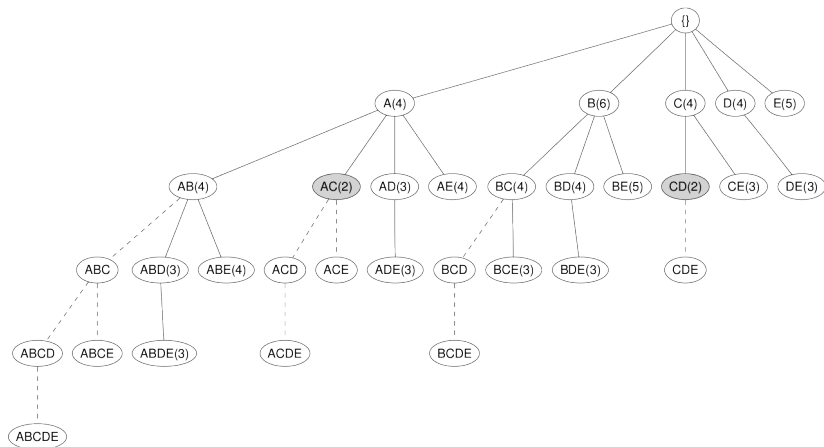 {}
A(4) B(6) C(4) D(4) E(5)
AB(4) AC(2) AD(3) AE(4) BC(4) BD(4) BE(5) CD(2) CE(3) DE(3)
ABC ABD(3) ABE(4) ACD ACE ADE(3) BCD BCE(3) BDE(3) CDE
ABCD ABCE ABDE(3) ACDE BCDE
ABCDE